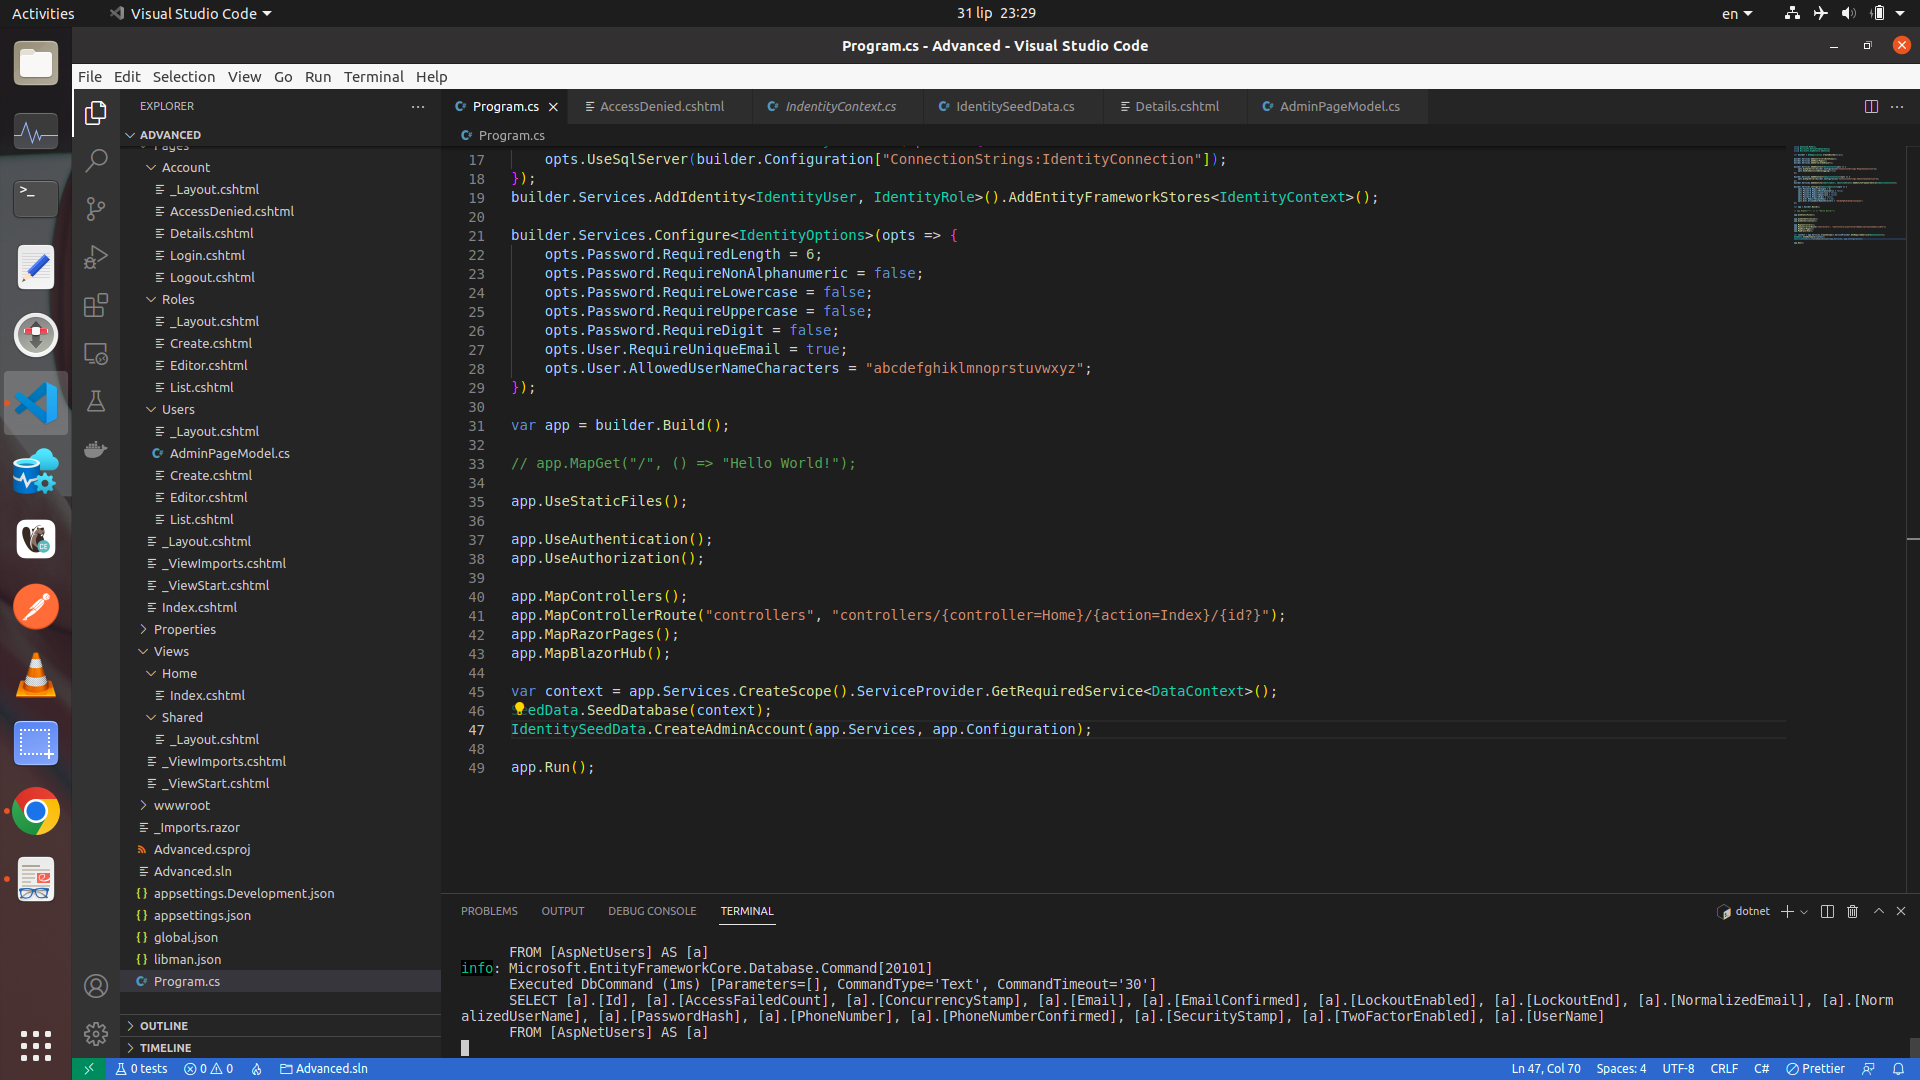 Activities
Visual Studio Code
31 lip 23:29
en
Program.cs - Advanced - Visual Studio Code
File Edit Selection View Go Run Terminal Help
EXPLORER
ADVANCED
Pages
Account
_Layout.cshtml
AccessDenied.cshtml
Details.cshtml
Login.cshtml
Logout.cshtml
Roles
_Layout.cshtml
Create.cshtml
Editor.cshtml
List.cshtml
Users
_Layout.cshtml
AdminPageModel.cs
Create.cshtml
Editor.cshtml
List.cshtml
_Layout.cshtml
_ViewImports.cshtml
_ViewStart.cshtml
Index.cshtml
Properties
Views
Home
Index.cshtml
Shared
_Layout.cshtml
_ViewImports.cshtml
_ViewStart.cshtml
wwwroot
_Imports.razor
Advanced.csproj
Advanced.sln
appsettings.Development.json
appsettings.json
global.json
libman.json
Program.cs
OUTLINE
TIMELINE
Program.cs AccessDenied.cshtml IndentityContext.cs IdentitySeedData.cs Details.cshtml AdminPageModel.cs
Program.cs
17 opts.UseSqlServer(builder.Configuration["ConnectionStrings:IdentityConnection"]);
18 });
19 builder.Services.AddIdentity<IdentityUser, IdentityRole>().AddEntityFrameworkStores<IdentityContext>();
20
21 builder.Services.Configure<IdentityOptions>(opts => {
22 opts.Password.RequiredLength = 6;
23 opts.Password.RequireNonAlphanumeric = false;
24 opts.Password.RequireLowercase = false;
25 opts.Password.RequireUppercase = false;
26 opts.Password.RequireDigit = false;
27 opts.User.RequireUniqueEmail = true;
28 opts.User.AllowedUserNameCharacters = "abcdefghiklmnoprstuvwxyz";
29 });
30
31 var app = builder.Build();
32
33 // app.MapGet("/", () => "Hello World!");
34
35 app.UseStaticFiles();
36
37 app.UseAuthentication();
38 app.UseAuthorization();
39
40 app.MapControllers();
41 app.MapControllerRoute("controllers", "controllers/{controller=Home}/{action=Index}/{id?}");
42 app.MapRazorPages();
43 app.MapBlazorHub();
44
45 var context = app.Services.CreateScope().ServiceProvider.GetRequiredService<DataContext>();
46 SeedData.SeedDatabase(context);
47 IdentitySeedData.CreateAdminAccount(app.Services, app.Configuration);
48
49 app.Run();
PROBLEMS OUTPUT DEBUG CONSOLE TERMINAL
dotnet
FROM [AspNetUsers] AS [a]
info: Microsoft.EntityFrameworkCore.Database.Command[20101]
Executed DbCommand (1ms) [Parameters=[], CommandType='Text', CommandTimeout='30']
SELECT [a].[Id], [a].[AccessFailedCount], [a].[ConcurrencyStamp], [a].[Email], [a].[EmailConfirmed], [a].[LockoutEnabled], [a].[LockoutEnd], [a].[NormalizedEmail], [a].[Norm
alizedUserName], [a].[PasswordHash], [a].[PhoneNumber], [a].[PhoneNumberConfirmed], [a].[SecurityStamp], [a].[TwoFactorEnabled], [a].[UserName]
FROM [AspNetUsers] AS [a]
0 tests 0 0 Advanced.sln
Ln 47, Col 70 Spaces: 4 UTF-8 CRLF C# Prettier